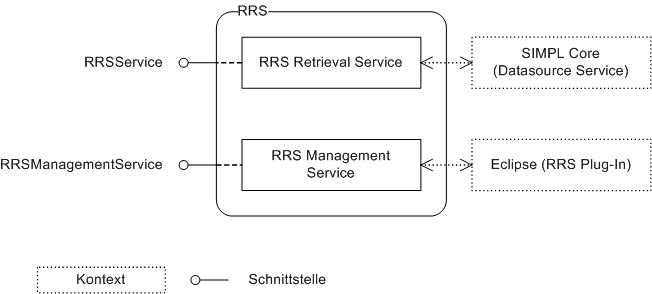 RRS
RRSService
RRS Retrieval Service
SIMPL Core
(Datasource Service)
RRSManagementService
RRS Management
Service
Eclipse (RRS Plug-In)
Kontext
Schnittstelle